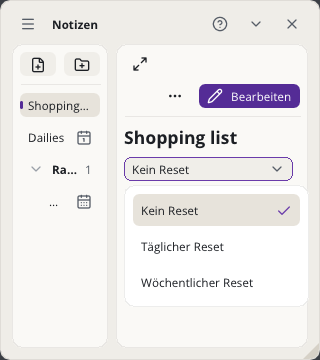 Notizen
Shopping...
Dailies
Ra... 1
...
Bearbeiten
Shopping list
Kein Reset
Kein Reset
Täglicher Reset
Wöchentlicher Reset